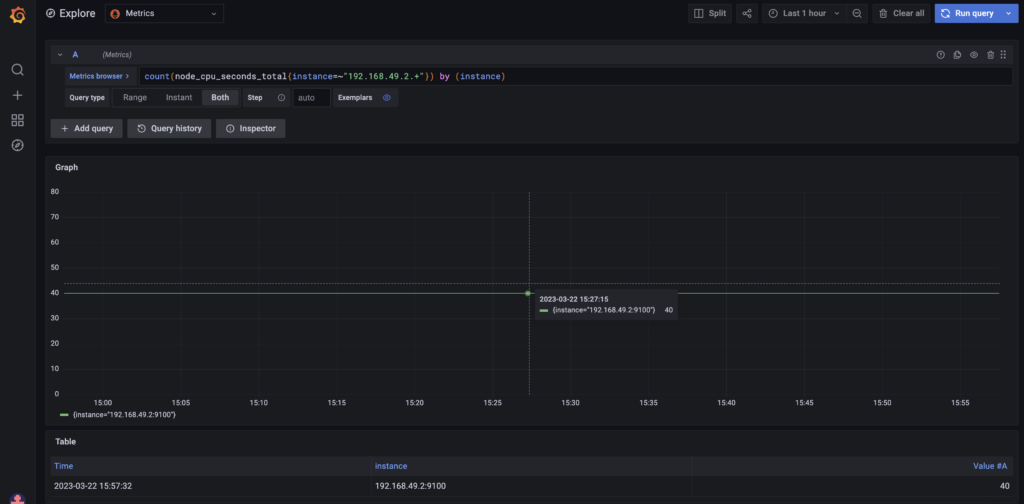 Explore Metrics Split Last 1 hour Clear all Run query
A (Metrics)
Metrics browser > count(node_cpu_seconds_total{instance=~"192.168.49.2.+"}) by (instance)
Query type Range Instant Both Step auto Exemplars
+ Add query Query history Inspector
Graph
80
70
60
50
40
30
20
10
0
2023-03-22 15:27:15
{instance="192.168.49.2:9100"} 40
15:00 15:05 15:10 15:15 15:20 15:25 15:30 15:35 15:40 15:45 15:50 15:55
{instance="192.168.49.2:9100"}
Table
Time instance Value #A
2023-03-22 15:57:32 192.168.49.2:9100 40